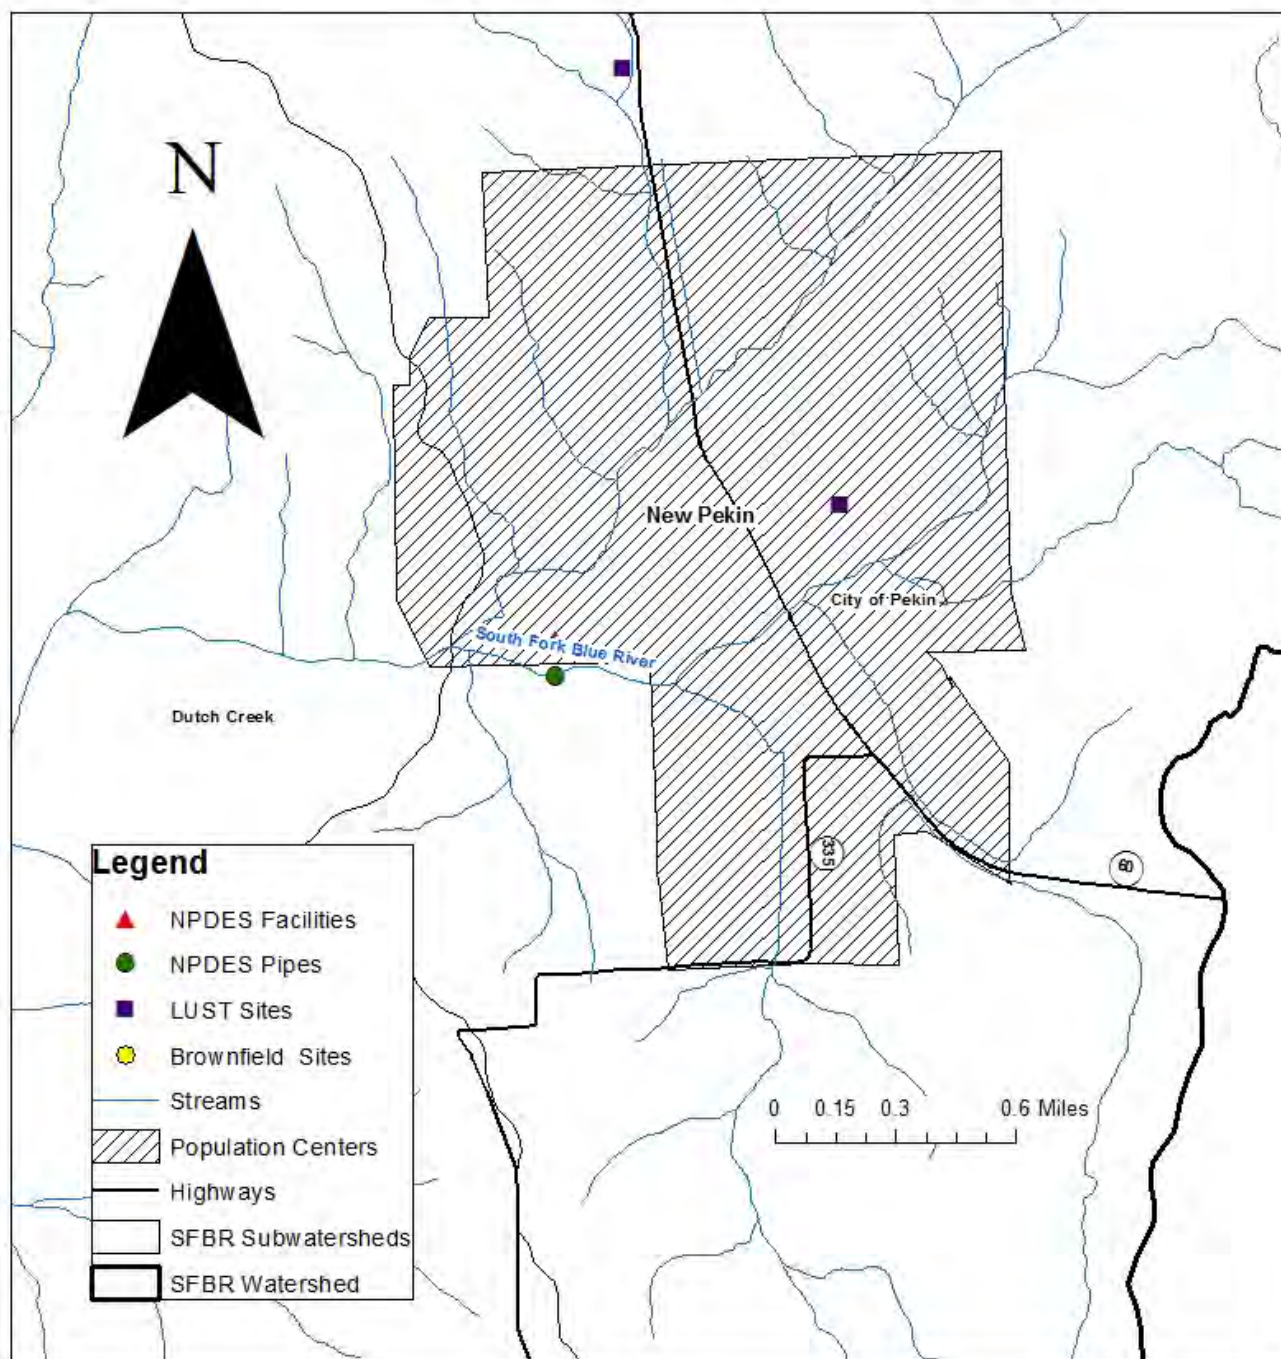 N
New Pekin
City of Pekin
South Fork Blue River
Dutch Creek
335
60
Legend
NPDES Facilities
NPDES Pipes
LUST Sites
Brownfield Sites
Streams
Population Centers
Highways
SFBR Subwatersheds
SFBR Watershed
0 0.15 0.3 0.6 Miles